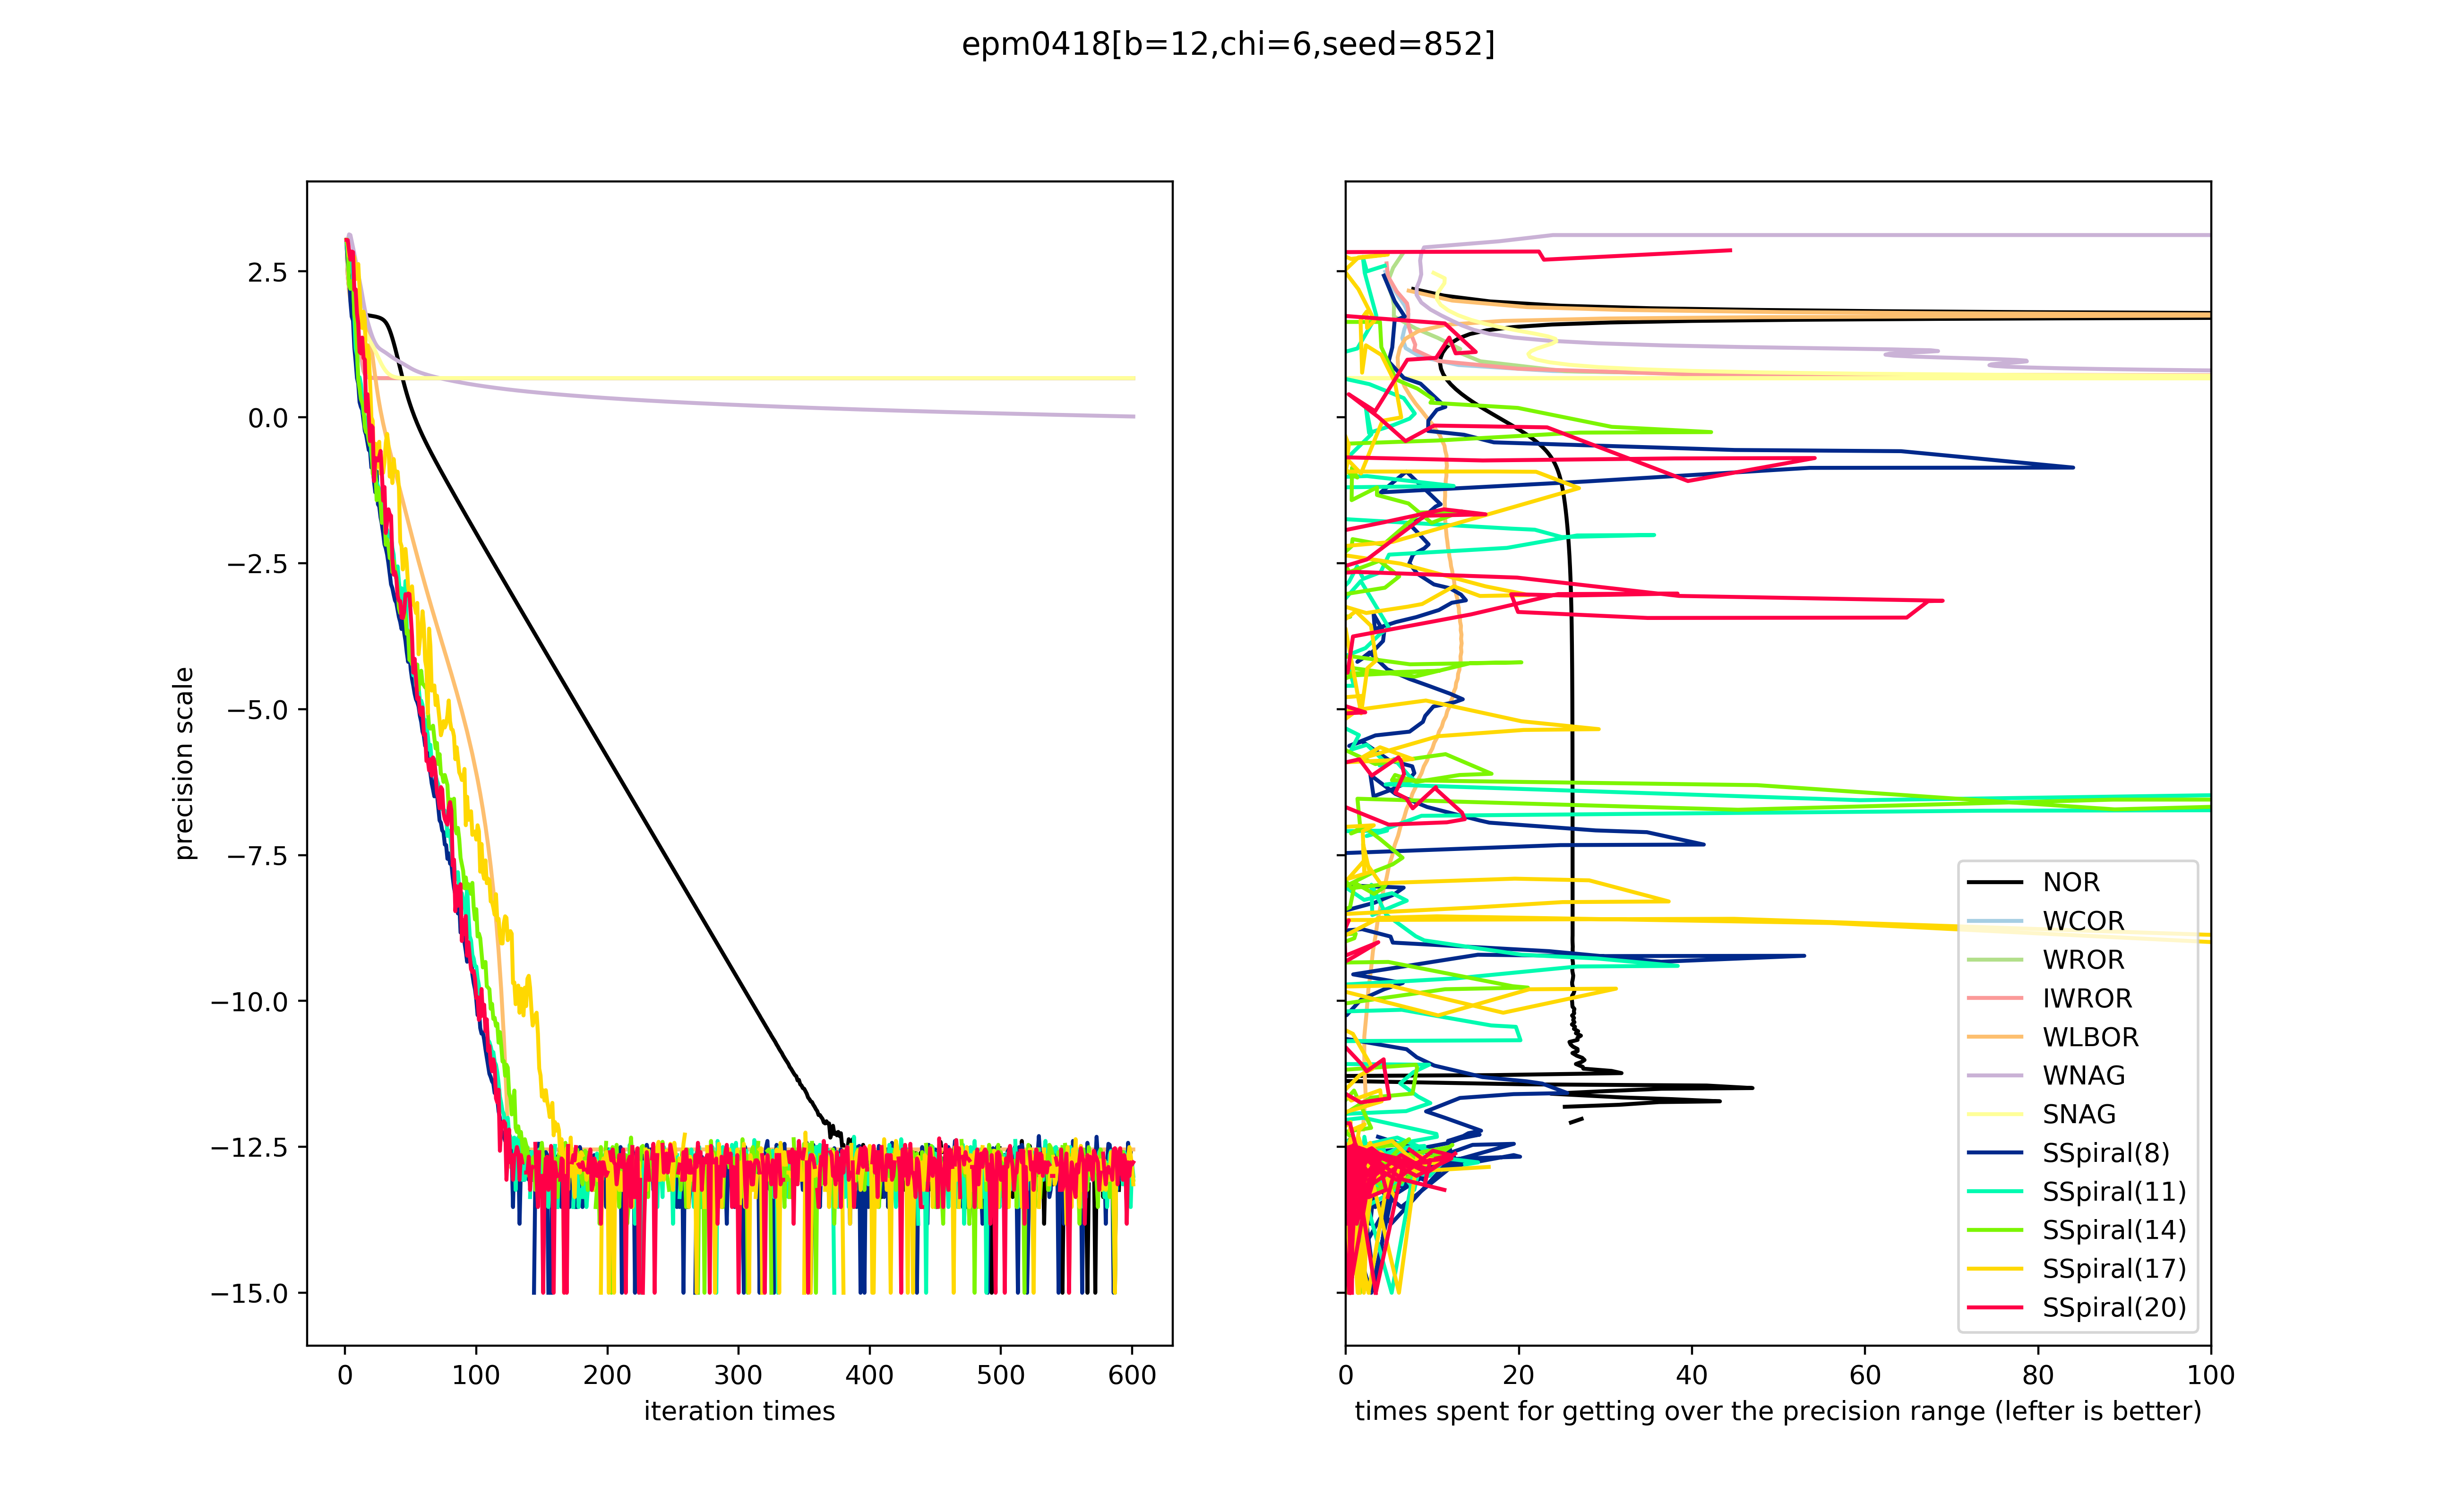 epm0418[b=12,chi=6,seed=852]
precision scale
2.5
0.0
−2.5
−5.0
−7.5
−10.0
−12.5
−15.0
0 100 200 300 400 500 600
iteration times
0 20 40 60 80 100
times spent for getting over the precision range (lefter is better)
NOR
WCOR
WROR
IWROR
WLBOR
WNAG
SNAG
SSpiral(8)
SSpiral(11)
SSpiral(14)
SSpiral(17)
SSpiral(20)